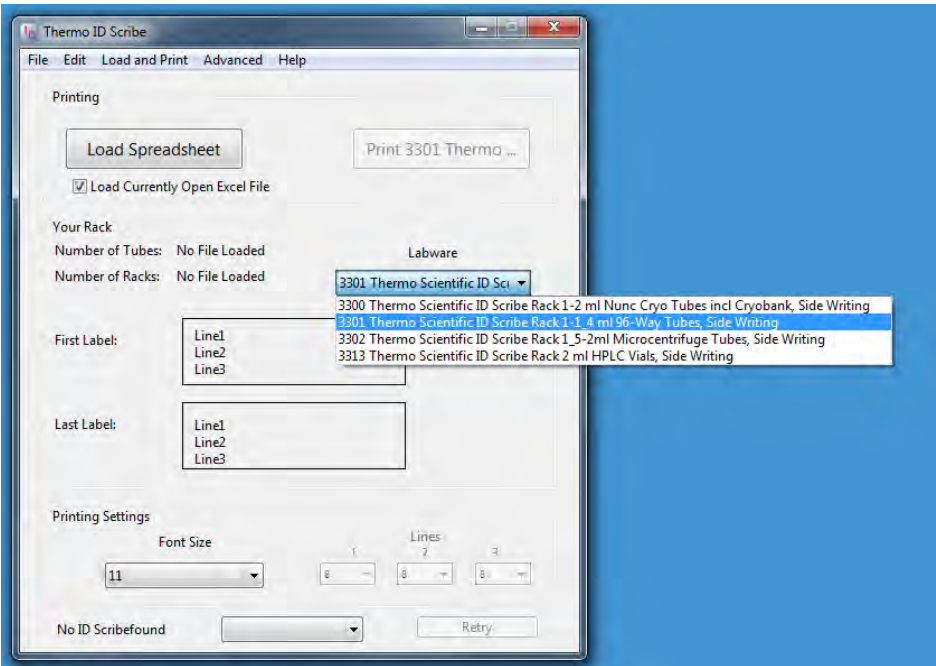 Thermo ID Scribe
File Edit Load and Print Advanced Help
Printing
Load Spreadsheet
Print 3301 Thermo ...
Load Currently Open Excel File
Your Rack
Number of Tubes: No File Loaded
Labware
Number of Racks: No File Loaded
3301 Thermo Scientific ID Scr
3300 Thermo Scientific ID Scribe Rack 1-2 ml Nunc Cryo Tubes incl Cryobank, Side Writing
3301 Thermo Scientific ID Scribe Rack 1-1_4 ml 96-Way Tubes, Side Writing
3302 Thermo Scientific ID Scribe Rack 1_5-2ml Microcentrifuge Tubes, Side Writing
3313 Thermo Scientific ID Scribe Rack 2 ml HPLC Vials, Side Writing
First Label:
Line1
Line2
Line3
Last Label:
Line1
Line2
Line3
Printing Settings
Font Size
Lines
1 2 3
11
8 8 8
No ID Scribefound
Retry